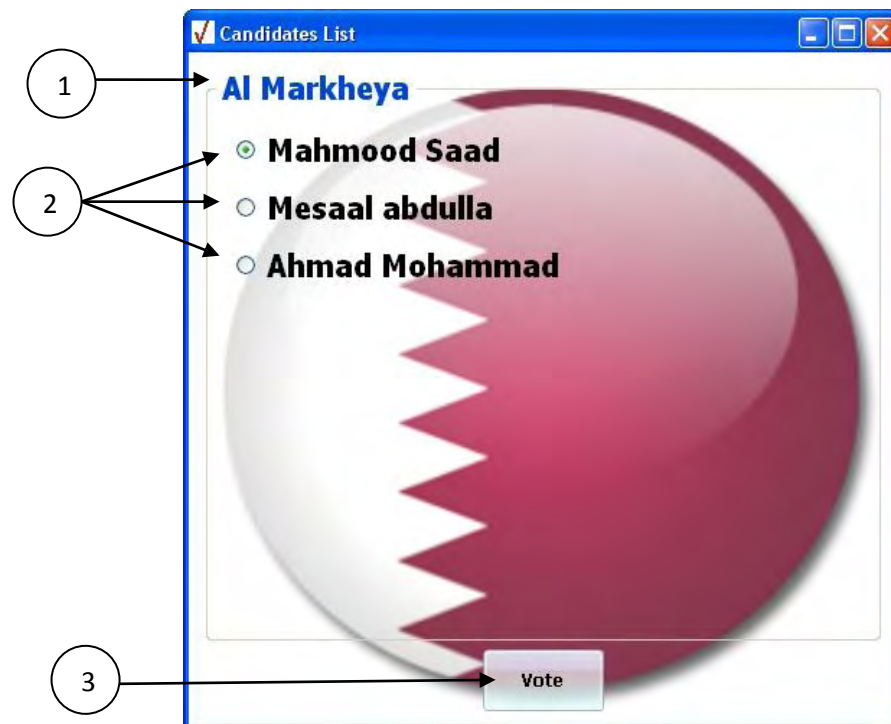 Candidates List
1
Al Markheya
Mahmood Saad
2
Mesaal abdulla
Ahmad Mohammad
3
Vote